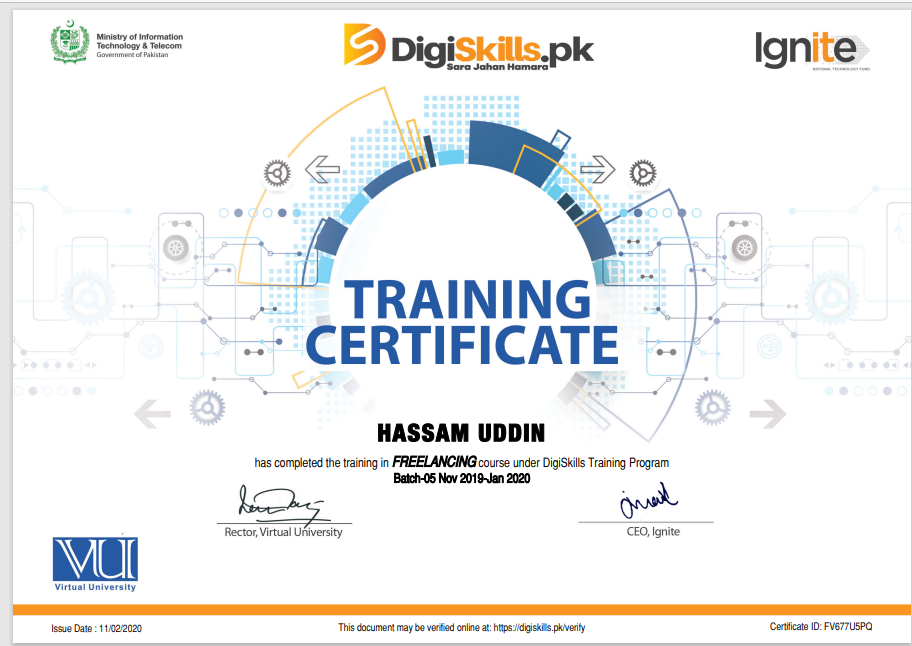 Ministry of Information
Technology & Telecom
Government of Pakistan
DigiSkills.pk
Sara Jahan Hamara
Ignite
NATIONAL TECHNOLOGY FUND
TRAINING
CERTIFICATE
HASSAM UDDIN
has completed the training in FREELANCING course under DigiSkills Training Program
Batch-05 Nov 2019-Jan 2020
Rector, Virtual University
CEO, Ignite
VU
Virtual University
Issue Date : 11/02/2020
This document may be verified online at: https://digiskills.pk/verify
Certificate ID: FV677U5PQ